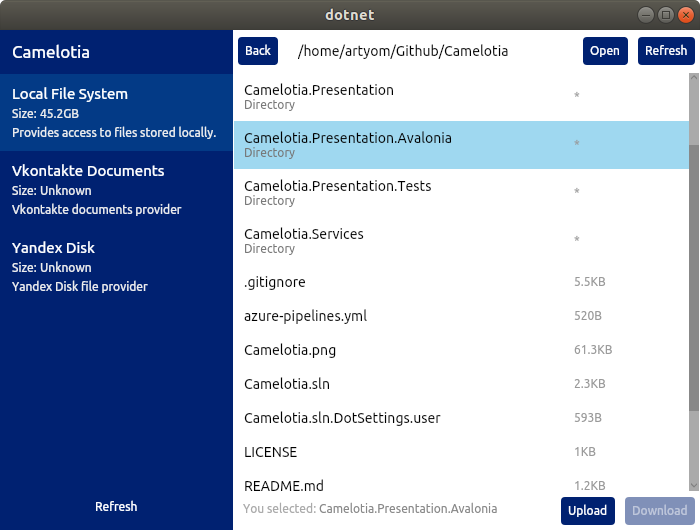 dotnet
Camelotia
Local File System
Size: 45.2GB
Provides access to files stored locally.
Vkontakte Documents
Size: Unknown
Vkontakte documents provider
Yandex Disk
Size: Unknown
Yandex Disk file provider
Refresh
Back /home/artyom/Github/Camelotia Open Refresh
Camelotia.Presentation *
Directory
Camelotia.Presentation.Avalonia *
Directory
Camelotia.Presentation.Tests *
Directory
Camelotia.Services *
Directory
.gitignore 5.5KB
azure-pipelines.yml 520B
Camelotia.png 61.3KB
Camelotia.sln 2.3KB
Camelotia.sln.DotSettings.user 593B
LICENSE 1KB
README.md 1.2KB
You selected: Camelotia.Presentation.Avalonia Upload Download